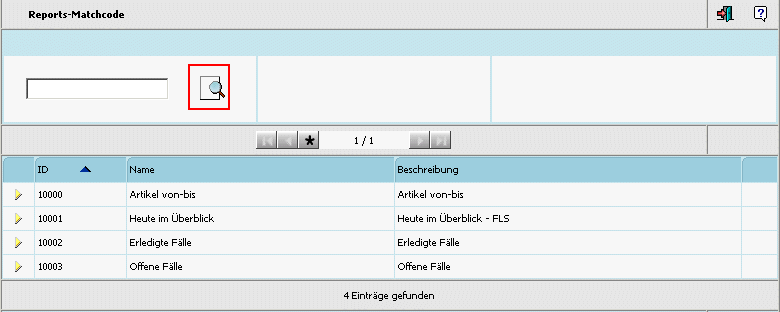 Reports-Matchcode
1 / 1
ID Name Beschreibung
10000 Artikel von-bis Artikel von-bis
10001 Heute im Überblick Heute im Überblick - FLS
10002 Erledigte Fälle Erledigte Fälle
10003 Offene Fälle Offene Fälle
4 Einträge gefunden